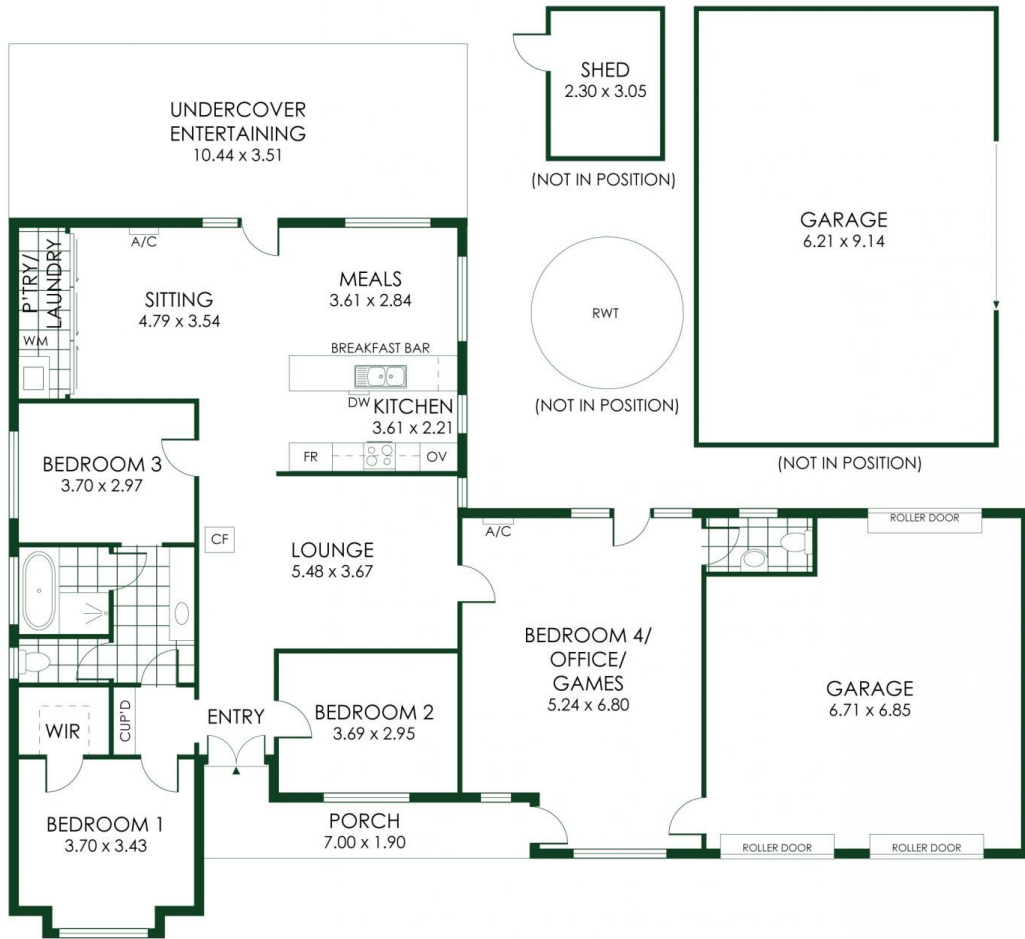 UNDERCOVER
ENTERTAINING
10.44 x 3.51
SHED
2.30 x 3.05
(NOT IN POSITION)
GARAGE
6.21 x 9.14
(NOT IN POSITION)
RWT
(NOT IN POSITION)
P'TRY/
LAUNDRY
WM
A/C
SITTING
4.79 x 3.54
MEALS
3.61 x 2.84
BREAKFAST BAR
DW
KITCHEN
3.61 x 2.21
FR
OV
BEDROOM 3
3.70 x 2.97
CF
LOUNGE
5.48 x 3.67
A/C
ROLLER DOOR
BEDROOM 4/
OFFICE/
GAMES
5.24 x 6.80
GARAGE
6.71 x 6.85
WIR
CUP'D
ENTRY
BEDROOM 2
3.69 x 2.95
BEDROOM 1
3.70 x 3.43
PORCH
7.00 x 1.90
ROLLER DOOR
ROLLER DOOR